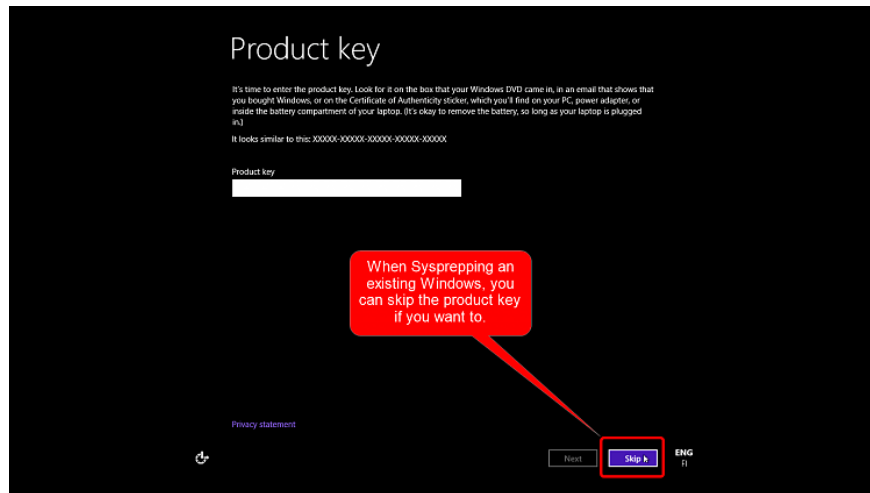 Product key
It's time to enter the product key. Look for it on the box that your Windows DVD came in, in an email that shows that
you bought Windows, or on the Certificate of Authenticity sticker, which you'll find on your PC, power adapter, or
inside the battery compartment of your laptop. (It's okay to remove the battery, so long as your laptop is plugged
in.)
It looks similar to this: XXXXX-XXXXX-XXXXX-XXXXX-XXXXX
Product key
When Sysprepping an
existing Windows, you
can skip the product key
if you want to.
Privacy statement
Next
Skip
ENG
FI